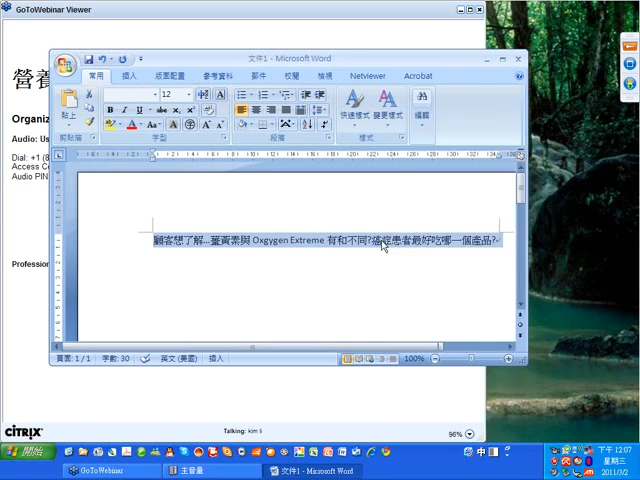 GoToWebinar Viewer
營養
Organiz
Audio: Us
Dial: +1 (8
Access Co
Audio PIN
Profession
文件1 - Microsoft Word
常用 插入 版面配置 參考資料 郵件 校閱 檢視 Netviewer Acrobat
貼上 12 快速樣式 變更樣式 編輯
剪貼簿 字型 段落 樣式
顧客想了解...薑黃素與 Oxgygen Extreme 有和不同?癌症患者最好吃哪一個產品?
頁面: 1 / 1 字數: 30 英文 (美國) 插入 100%
CITRIX Talking: kim li 96%
開始 中 下午 12:07
星期三
GoToWebinar 主音量 文件1 - Microsoft Word 2011/3/2